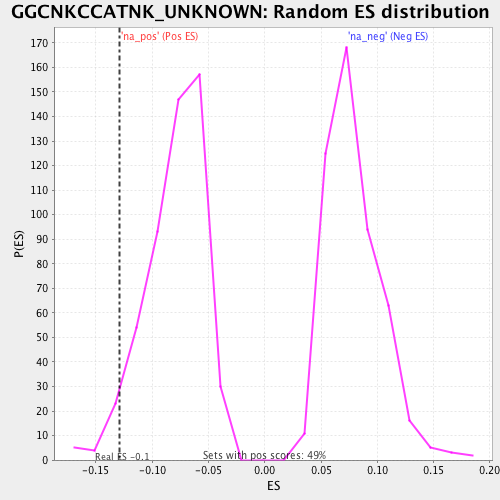 GGCNKCCATNK_UNKNOWN: Random ES distribution
'na_pos' (Pos ES)
'na_neg' (Neg ES)
170
160
150
140
130
120
110
100
90
80
70
60
50
40
30
20
10
0
P(ES)
Real ES -0.1
Sets with pos scores: 49%
-0.15 -0.10 -0.05 0.00 0.05 0.10 0.15 0.20
ES